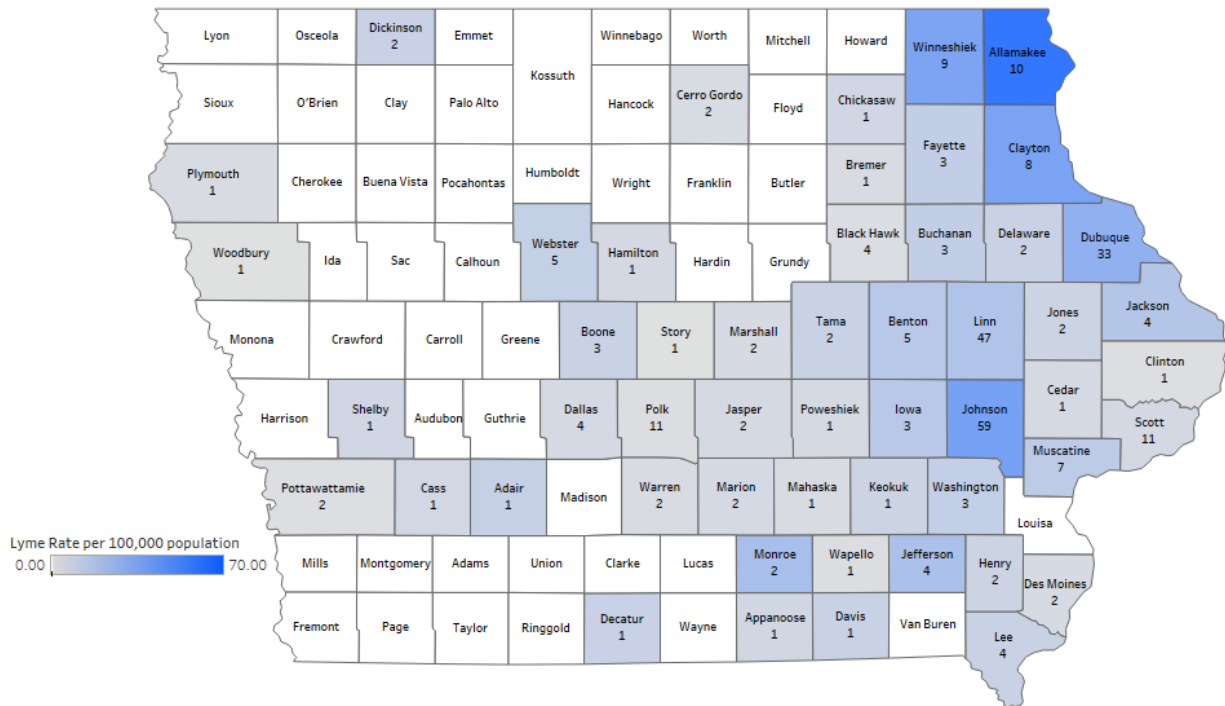 Lyon
Osceola
Dickinson
2
Emmet
Kossuth
Winnebago
Worth
Mitchell
Howard
Winneshiek
9
Allamakee
10
Sioux
O'Brien
Clay
Palo Alto
Hancock
Cerro Gordo
2
Floyd
Chickasaw
1
Fayette
3
Clayton
8
Plymouth
1
Cherokee
Buena Vista
Pocahontas
Humboldt
Wright
Franklin
Butler
Bremer
1
Woodbury
1
Ida
Sac
Calhoun
Webster
5
Hamilton
1
Hardin
Grundy
Black Hawk
4
Buchanan
3
Delaware
2
Dubuque
33
Monona
Crawford
Carroll
Greene
Boone
3
Story
1
Marshall
2
Tama
2
Benton
5
Linn
47
Jones
2
Jackson
4
Clinton
1
Harrison
Shelby
1
Audubon
Guthrie
Dallas
4
Polk
11
Jasper
2
Poweshiek
1
Iowa
3
Johnson
59
Cedar
1
Scott
11
Muscatine
7
Pottawattamie
2
Cass
1
Adair
1
Madison
Warren
2
Marion
2
Mahaska
1
Keokuk
1
Washington
3
Louisa
Lyme Rate per 100,000 population
0.00
70.00
Mills
Montgomery
Adams
Union
Clarke
Lucas
Monroe
2
Wapello
1
Jefferson
4
Henry
2
Des Moines
2
Fremont
Page
Taylor
Ringgold
Decatur
1
Wayne
Appanoose
1
Davis
1
Van Buren
Lee
4